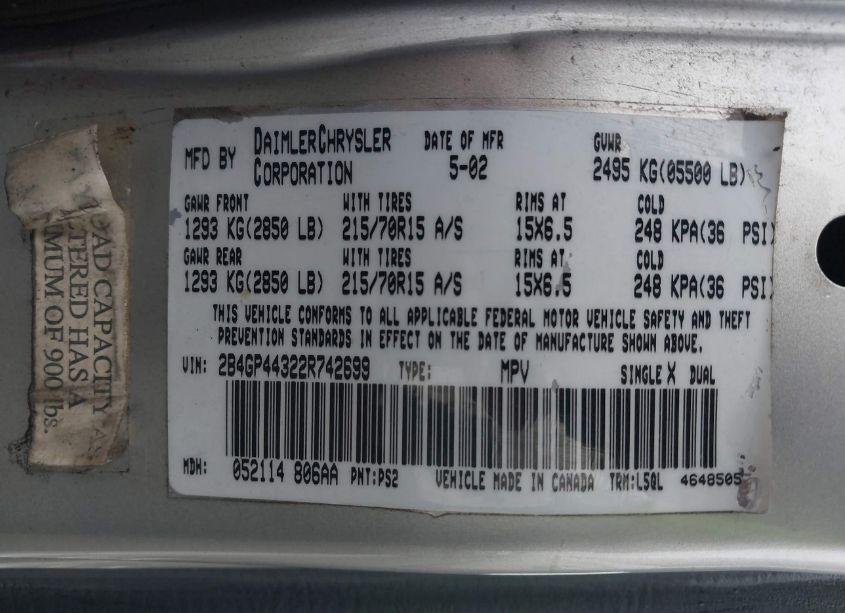 MFD BY DAIMLERCHRYSLER CORPORATION
DATE OF MFR
5-02
GVWR
2495 KG(05500 LB)
GAWR FRONT WITH TIRES RIMS AT COLD
1293 KG(2850 LB) 215/70R15 A/S 15X6.5 248 KPA(36 PSI)
GAWR REAR WITH TIRES RIMS AT COLD
1293 KG(2850 LB) 215/70R15 A/S 15X6.5 248 KPA(36 PSI)
THIS VEHICLE CONFORMS TO ALL APPLICABLE FEDERAL MOTOR VEHICLE SAFETY AND THEFT
PREVENTION STANDARDS IN EFFECT ON THE DATE OF MANUFACTURE SHOWN ABOVE.
VIN: 2B4GP44322R742699 TYPE: MPV SINGLE X DUAL
MDH: 052114 806AA PNT:PS2 VEHICLE MADE IN CANADA TRM:L5QL 4648505
OAD CAPACITY
TERED HAS A
MUM OF 900 lbs.